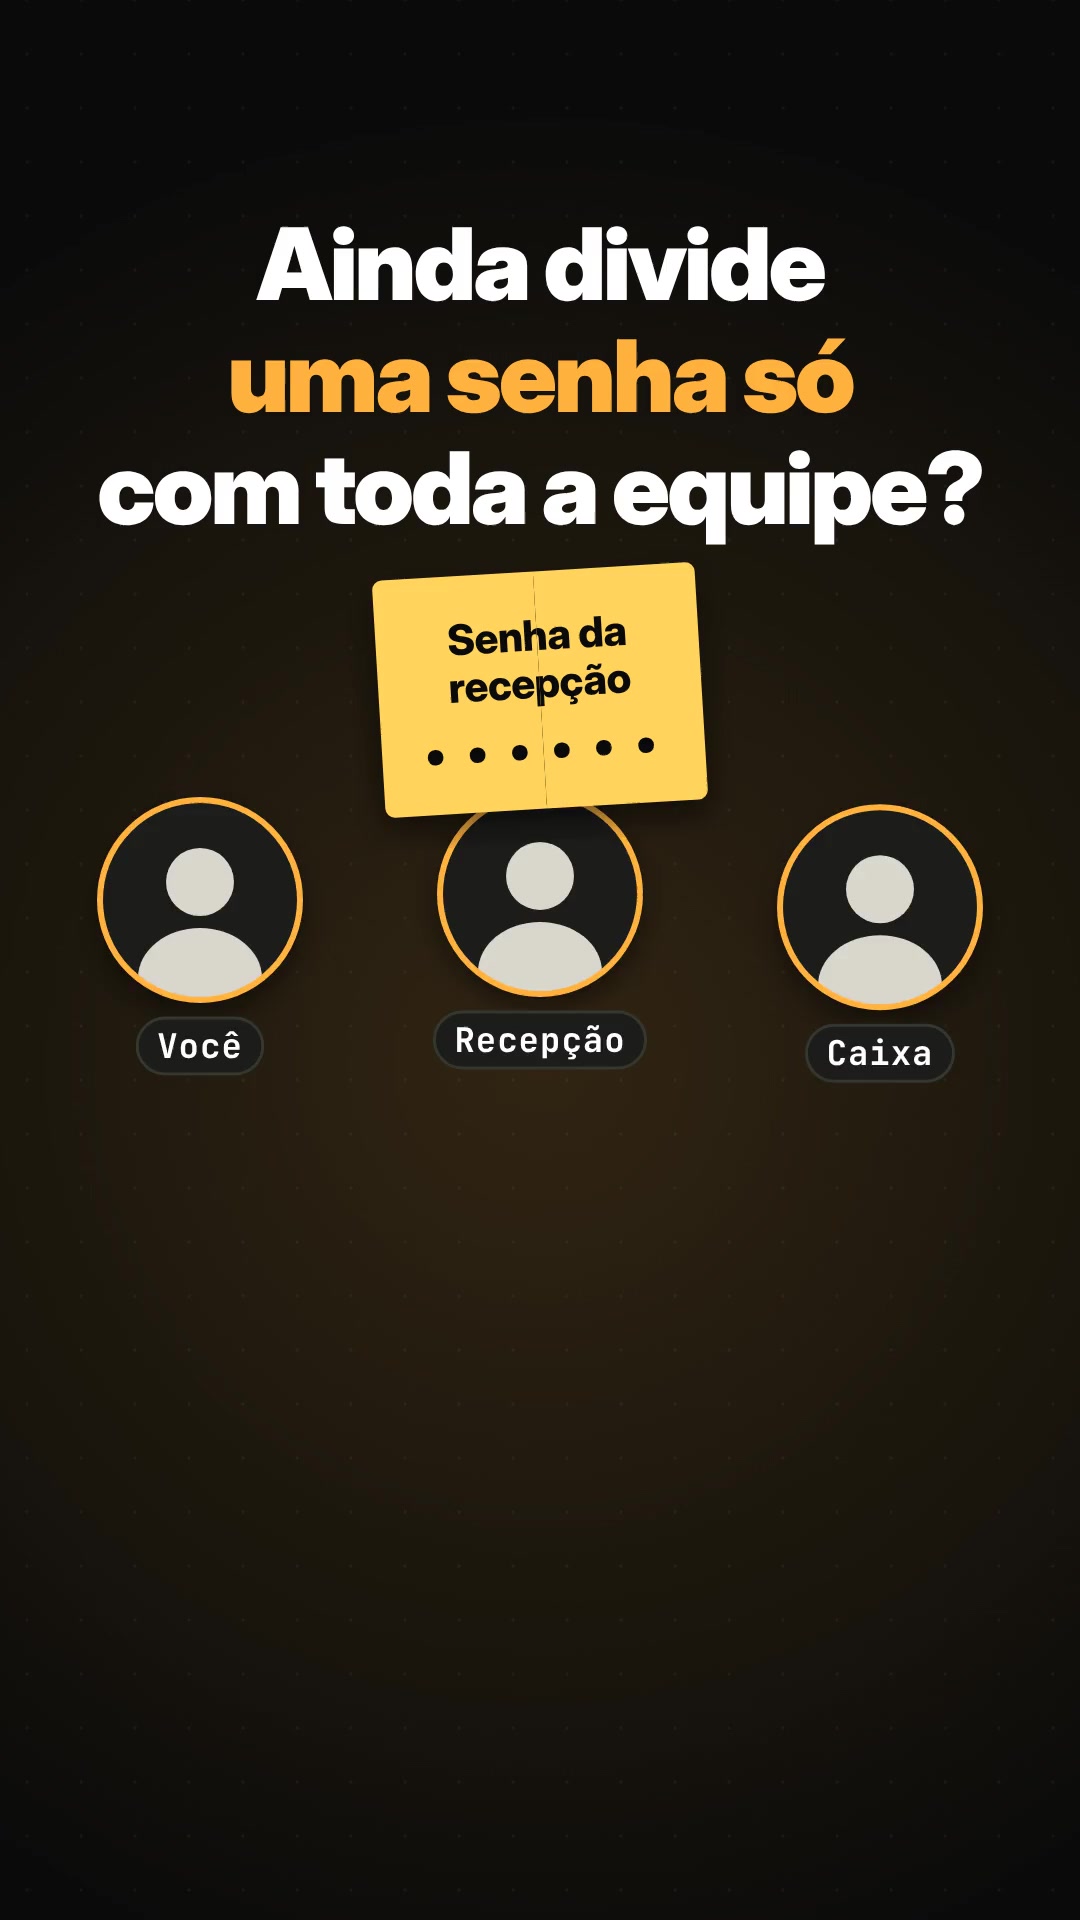 Ainda divide
uma senha só
com toda a equipe?
Senha da
recepção
Você
Recepção
Caixa